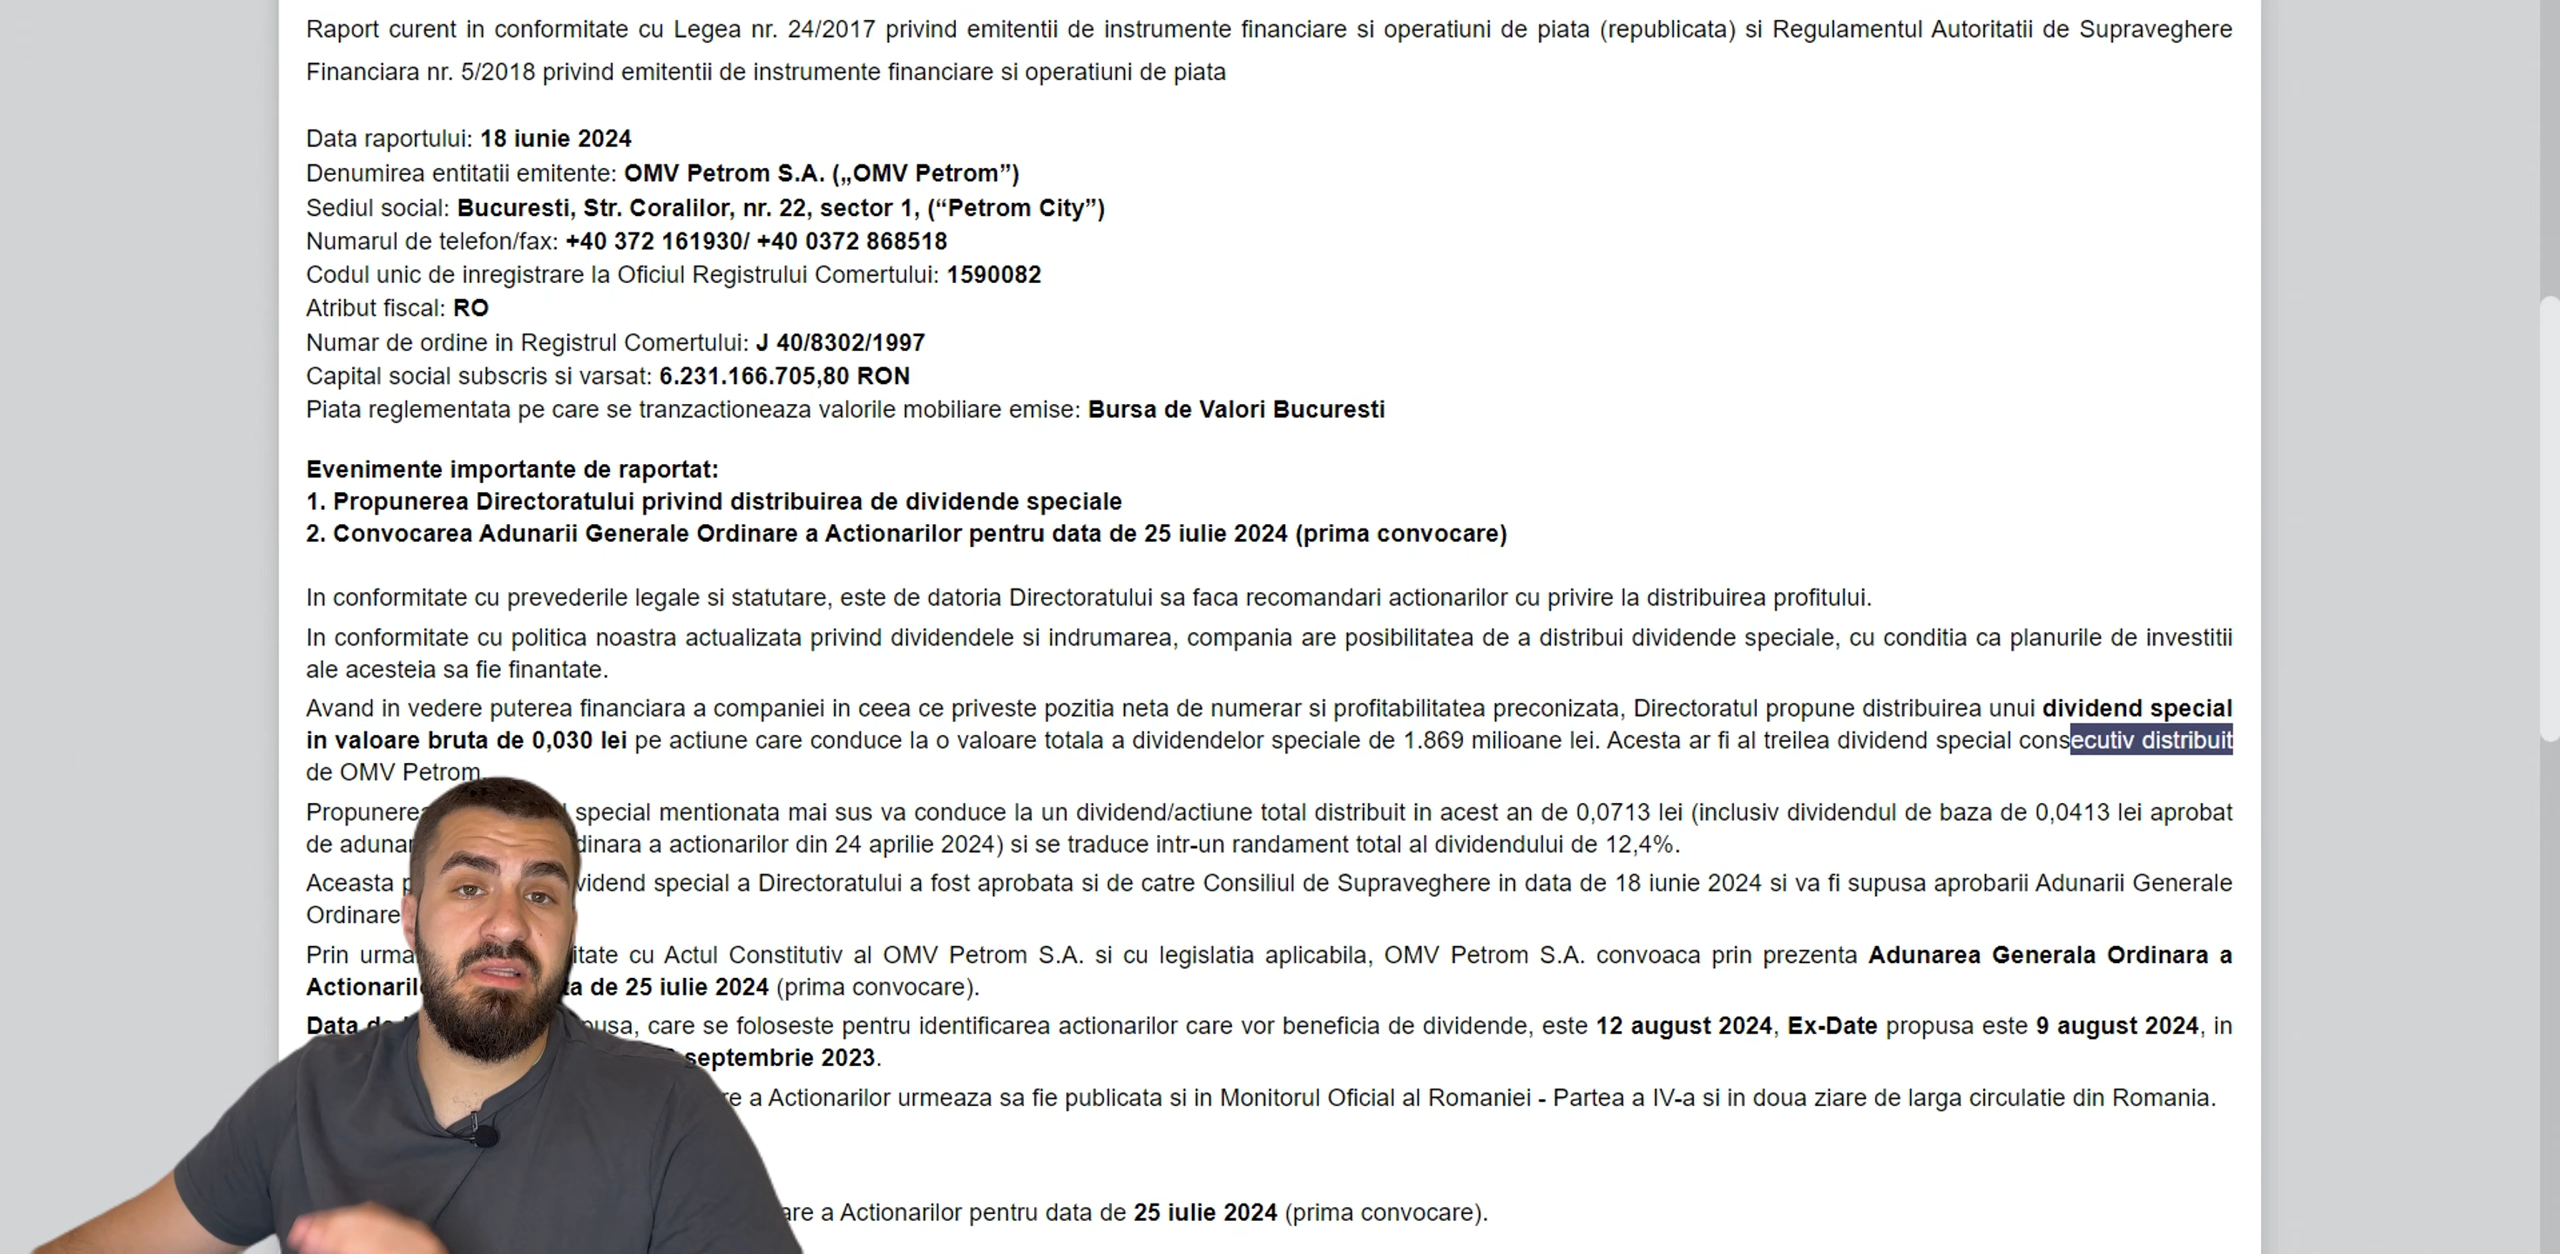 Raport curent in conformitate cu Legea nr. 24/2017 privind emitentii de instrumente financiare si operatiuni de piata (republicata) si Regulamentul Autoritatii de Supraveghere
Financiara nr. 5/2018 privind emitentii de instrumente financiare si operatiuni de piata
Data raportului: 18 iunie 2024
Denumirea entitatii emitente: OMV Petrom S.A. („OMV Petrom”)
Sediul social: Bucuresti, Str. Coralilor, nr. 22, sector 1, (“Petrom City”)
Numarul de telefon/fax: +40 372 161930/ +40 0372 868518
Codul unic de inregistrare la Oficiul Registrului Comertului: 1590082
Atribut fiscal: RO
Numar de ordine in Registrul Comertului: J 40/8302/1997
Capital social subscris si varsat: 6.231.166.705,80 RON
Piata reglementata pe care se tranzactioneaza valorile mobiliare emise: Bursa de Valori Bucuresti
Evenimente importante de raportat:
1. Propunerea Directoratului privind distribuirea de dividende speciale
2. Convocarea Adunarii Generale Ordinare a Actionarilor pentru data de 25 iulie 2024 (prima convocare)
In conformitate cu prevederile legale si statutare, este de datoria Directoratului sa faca recomandari actionarilor cu privire la distribuirea profitului.
In conformitate cu politica noastra actualizata privind dividendele si indrumarea, compania are posibilitatea de a distribui dividende speciale, cu conditia ca planurile de investitii
ale acesteia sa fie finantate.
Avand in vedere puterea financiara a companiei in ceea ce priveste pozitia neta de numerar si profitabilitatea preconizata, Directoratul propune distribuirea unui dividend special
in valoare bruta de 0,030 lei pe actiune care conduce la o valoare totala a dividendelor speciale de 1.869 milioane lei. Acesta ar fi al treilea dividend special consecutiv distribuit
de OMV Petrom.
Propunerea special mentionata mai sus va conduce la un dividend/actiune total distribuit in acest an de 0,0713 lei (inclusiv dividendul de baza de 0,0413 lei aprobat
de a actionarilor din 24 aprilie 2024) si se traduce intr-un randament total al dividendului de 12,4%.
Aceasta special a Directoratului a fost aprobata si de catre Consiliul de Supraveghere in data de 18 iunie 2024 si va fi supusa aprobarii Adunarii Generale
Ordinare
Prin cu Actul Constitutiv al OMV Petrom S.A. si cu legislatia aplicabila, OMV Petrom S.A. convoaca prin prezenta Adunarea Generala Ordinara a
de 25 iulie 2024 (prima convocare).
Data care se foloseste pentru identificarea actionarilor care vor beneficia de dividende, este 12 august 2024, Ex-Date propusa este 9 august 2024, in
septembrie 2023.
a Actionarilor urmeaza sa fie publicata si in Monitorul Oficial al Romaniei - Partea a IV-a si in doua ziare de larga circulatie din Romania.
a Actionarilor pentru data de 25 iulie 2024 (prima convocare).